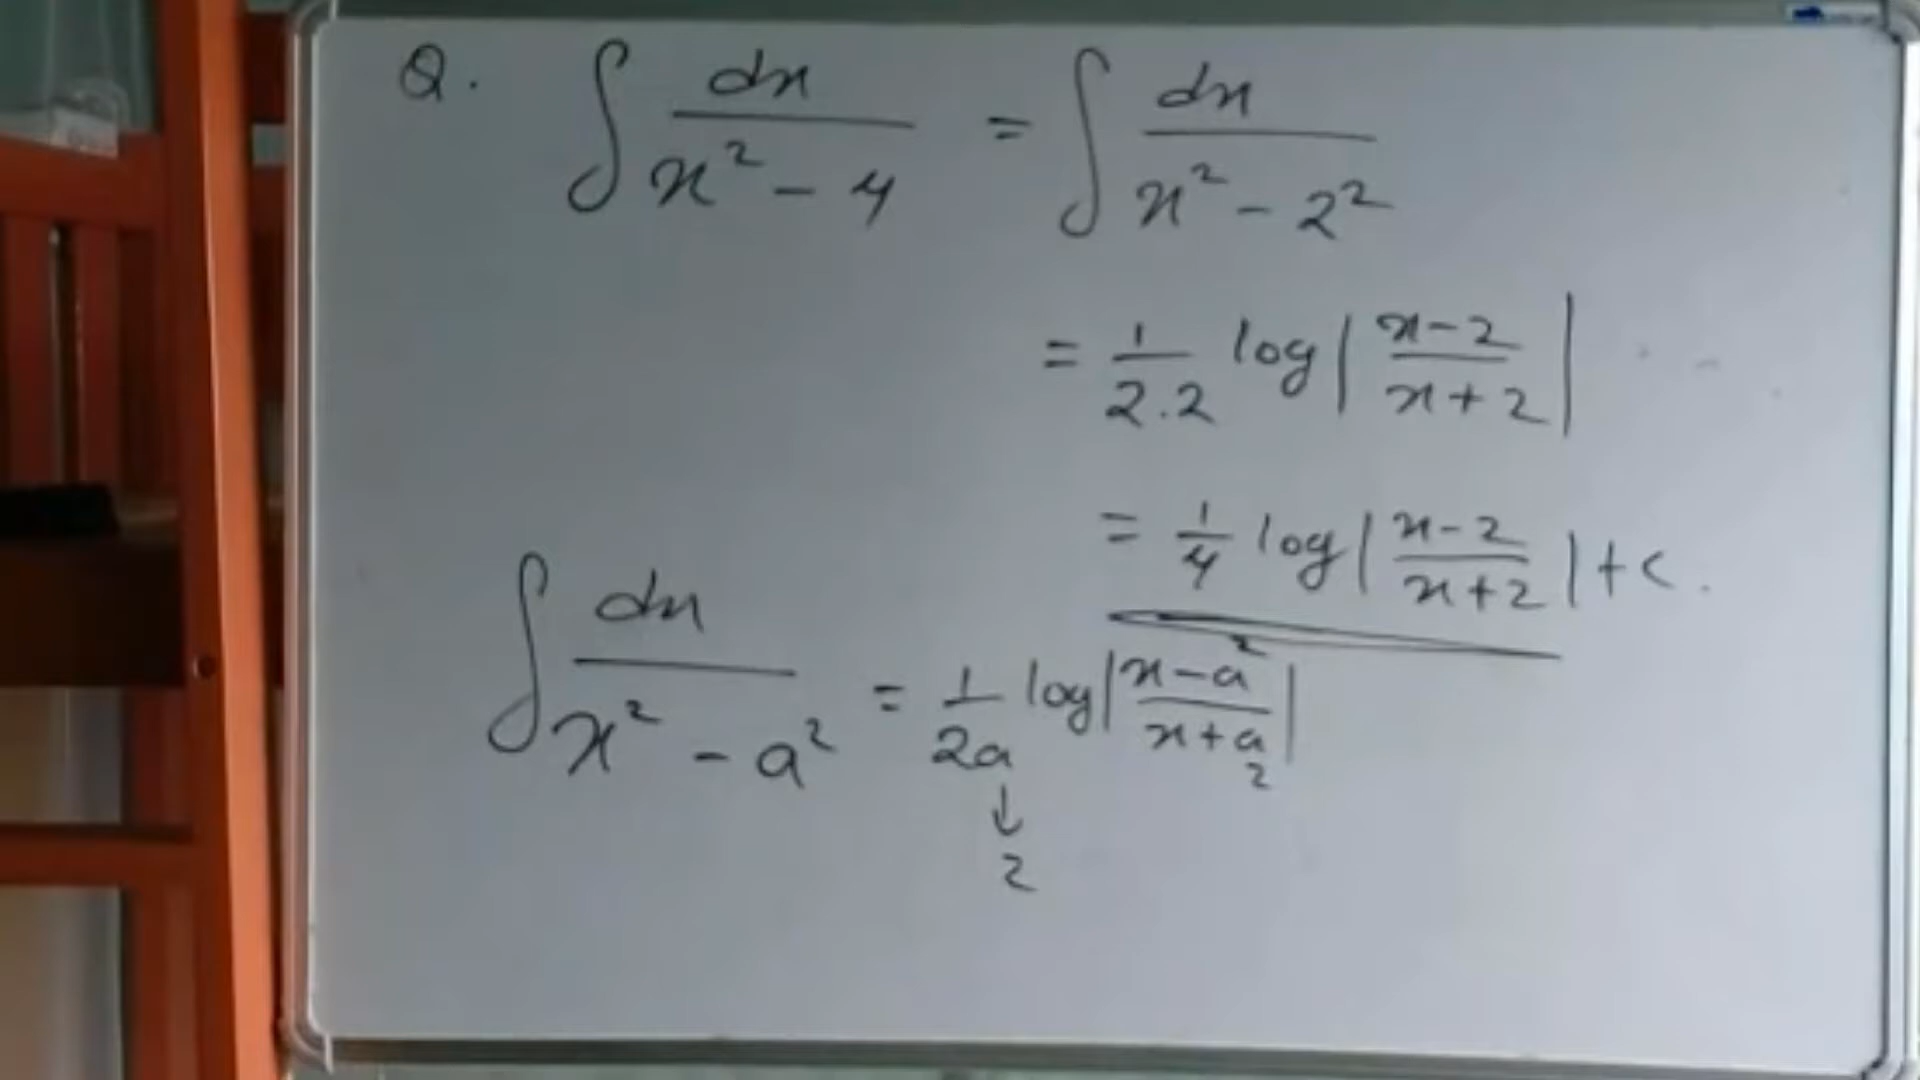 Q. ∫ dx / x² - 4 = ∫ dx / x² - 2²
= 1 / 2.2 log | x-2 / x+2 |
= 1/4 log | x-2 / x+2 | + c.
∫ dx / x² - a² = 1 / 2a log | x-a / x+a |
2
2
↓
2